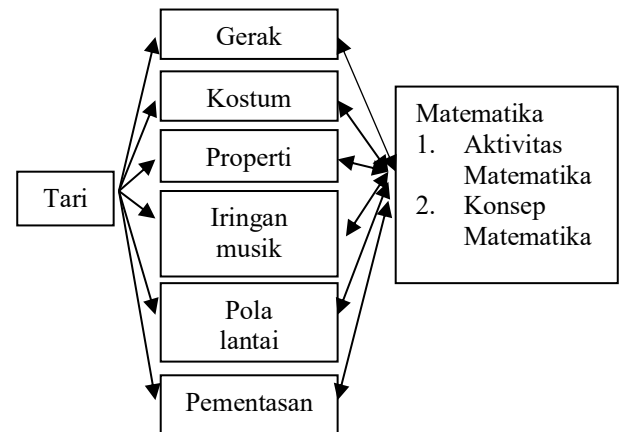 Tari
Gerak
Kostum
Properti
Iringan
musik
Pola
lantai
Pementasan
Matematika
1. Aktivitas
Matematika
2. Konsep
Matematika